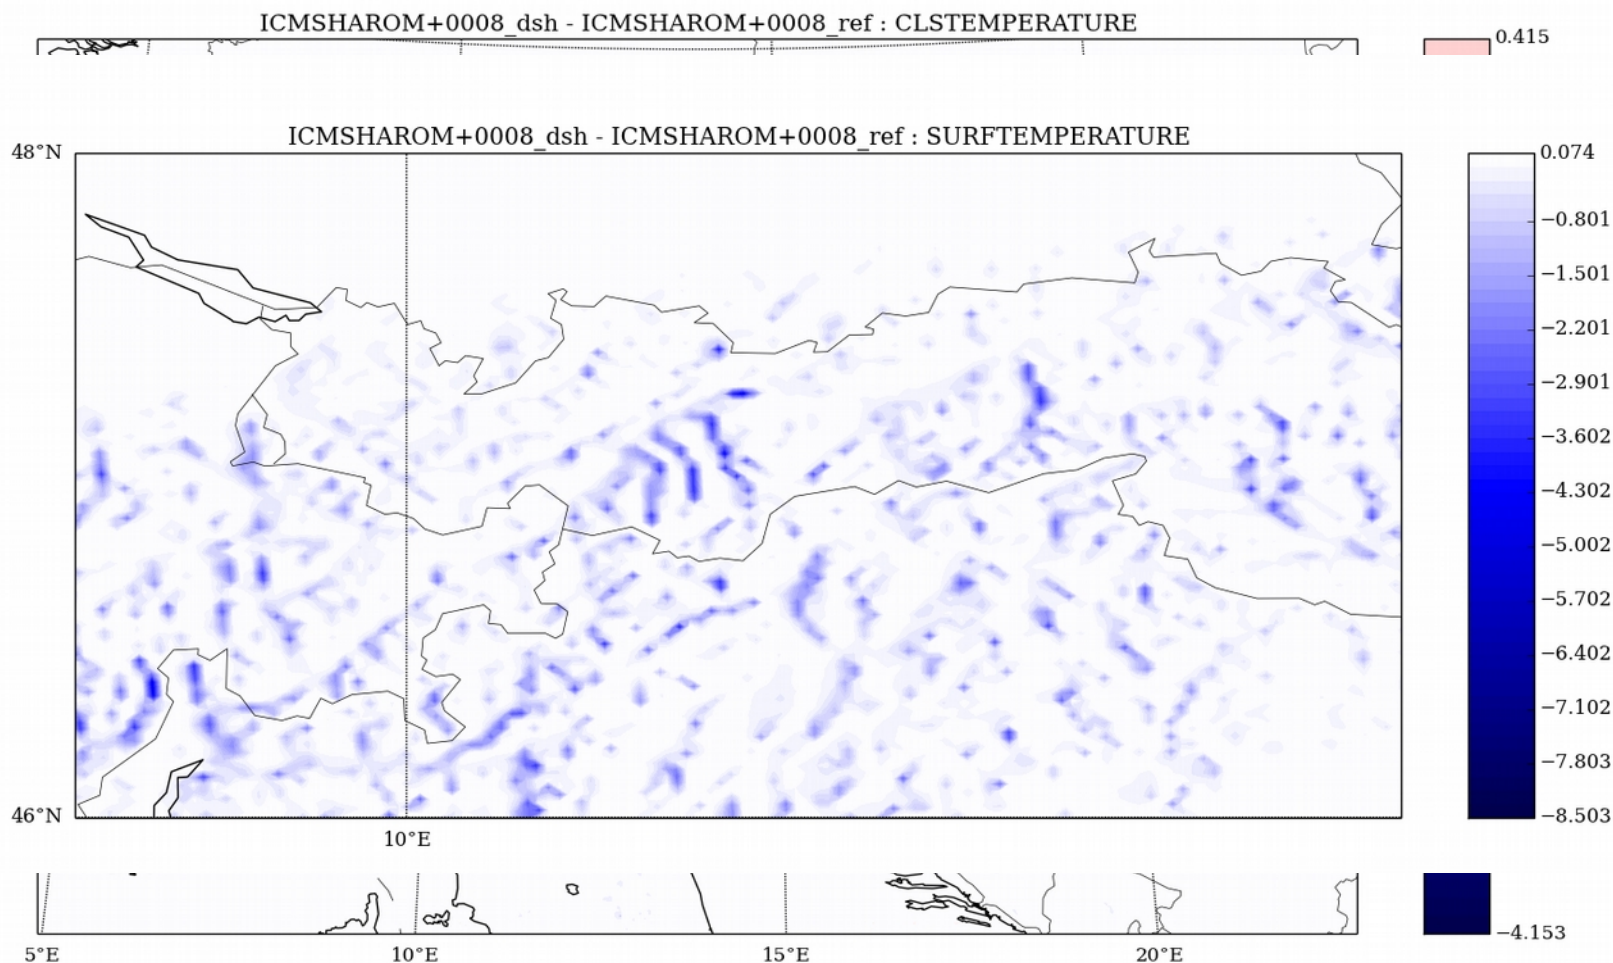 ICMSHAROM+0008_dsh - ICMSHAROM+0008_ref : CLSTEMPERATURE
0.415
ICMSHAROM+0008_dsh - ICMSHAROM+0008_ref : SURFTEMPERATURE
48°N
0.074
−0.801
−1.501
−2.201
−2.901
−3.602
−4.302
−5.002
−5.702
−6.402
−7.102
−7.803
−8.503
46°N
10°E
−4.153
5°E
10°E
15°E
20°E